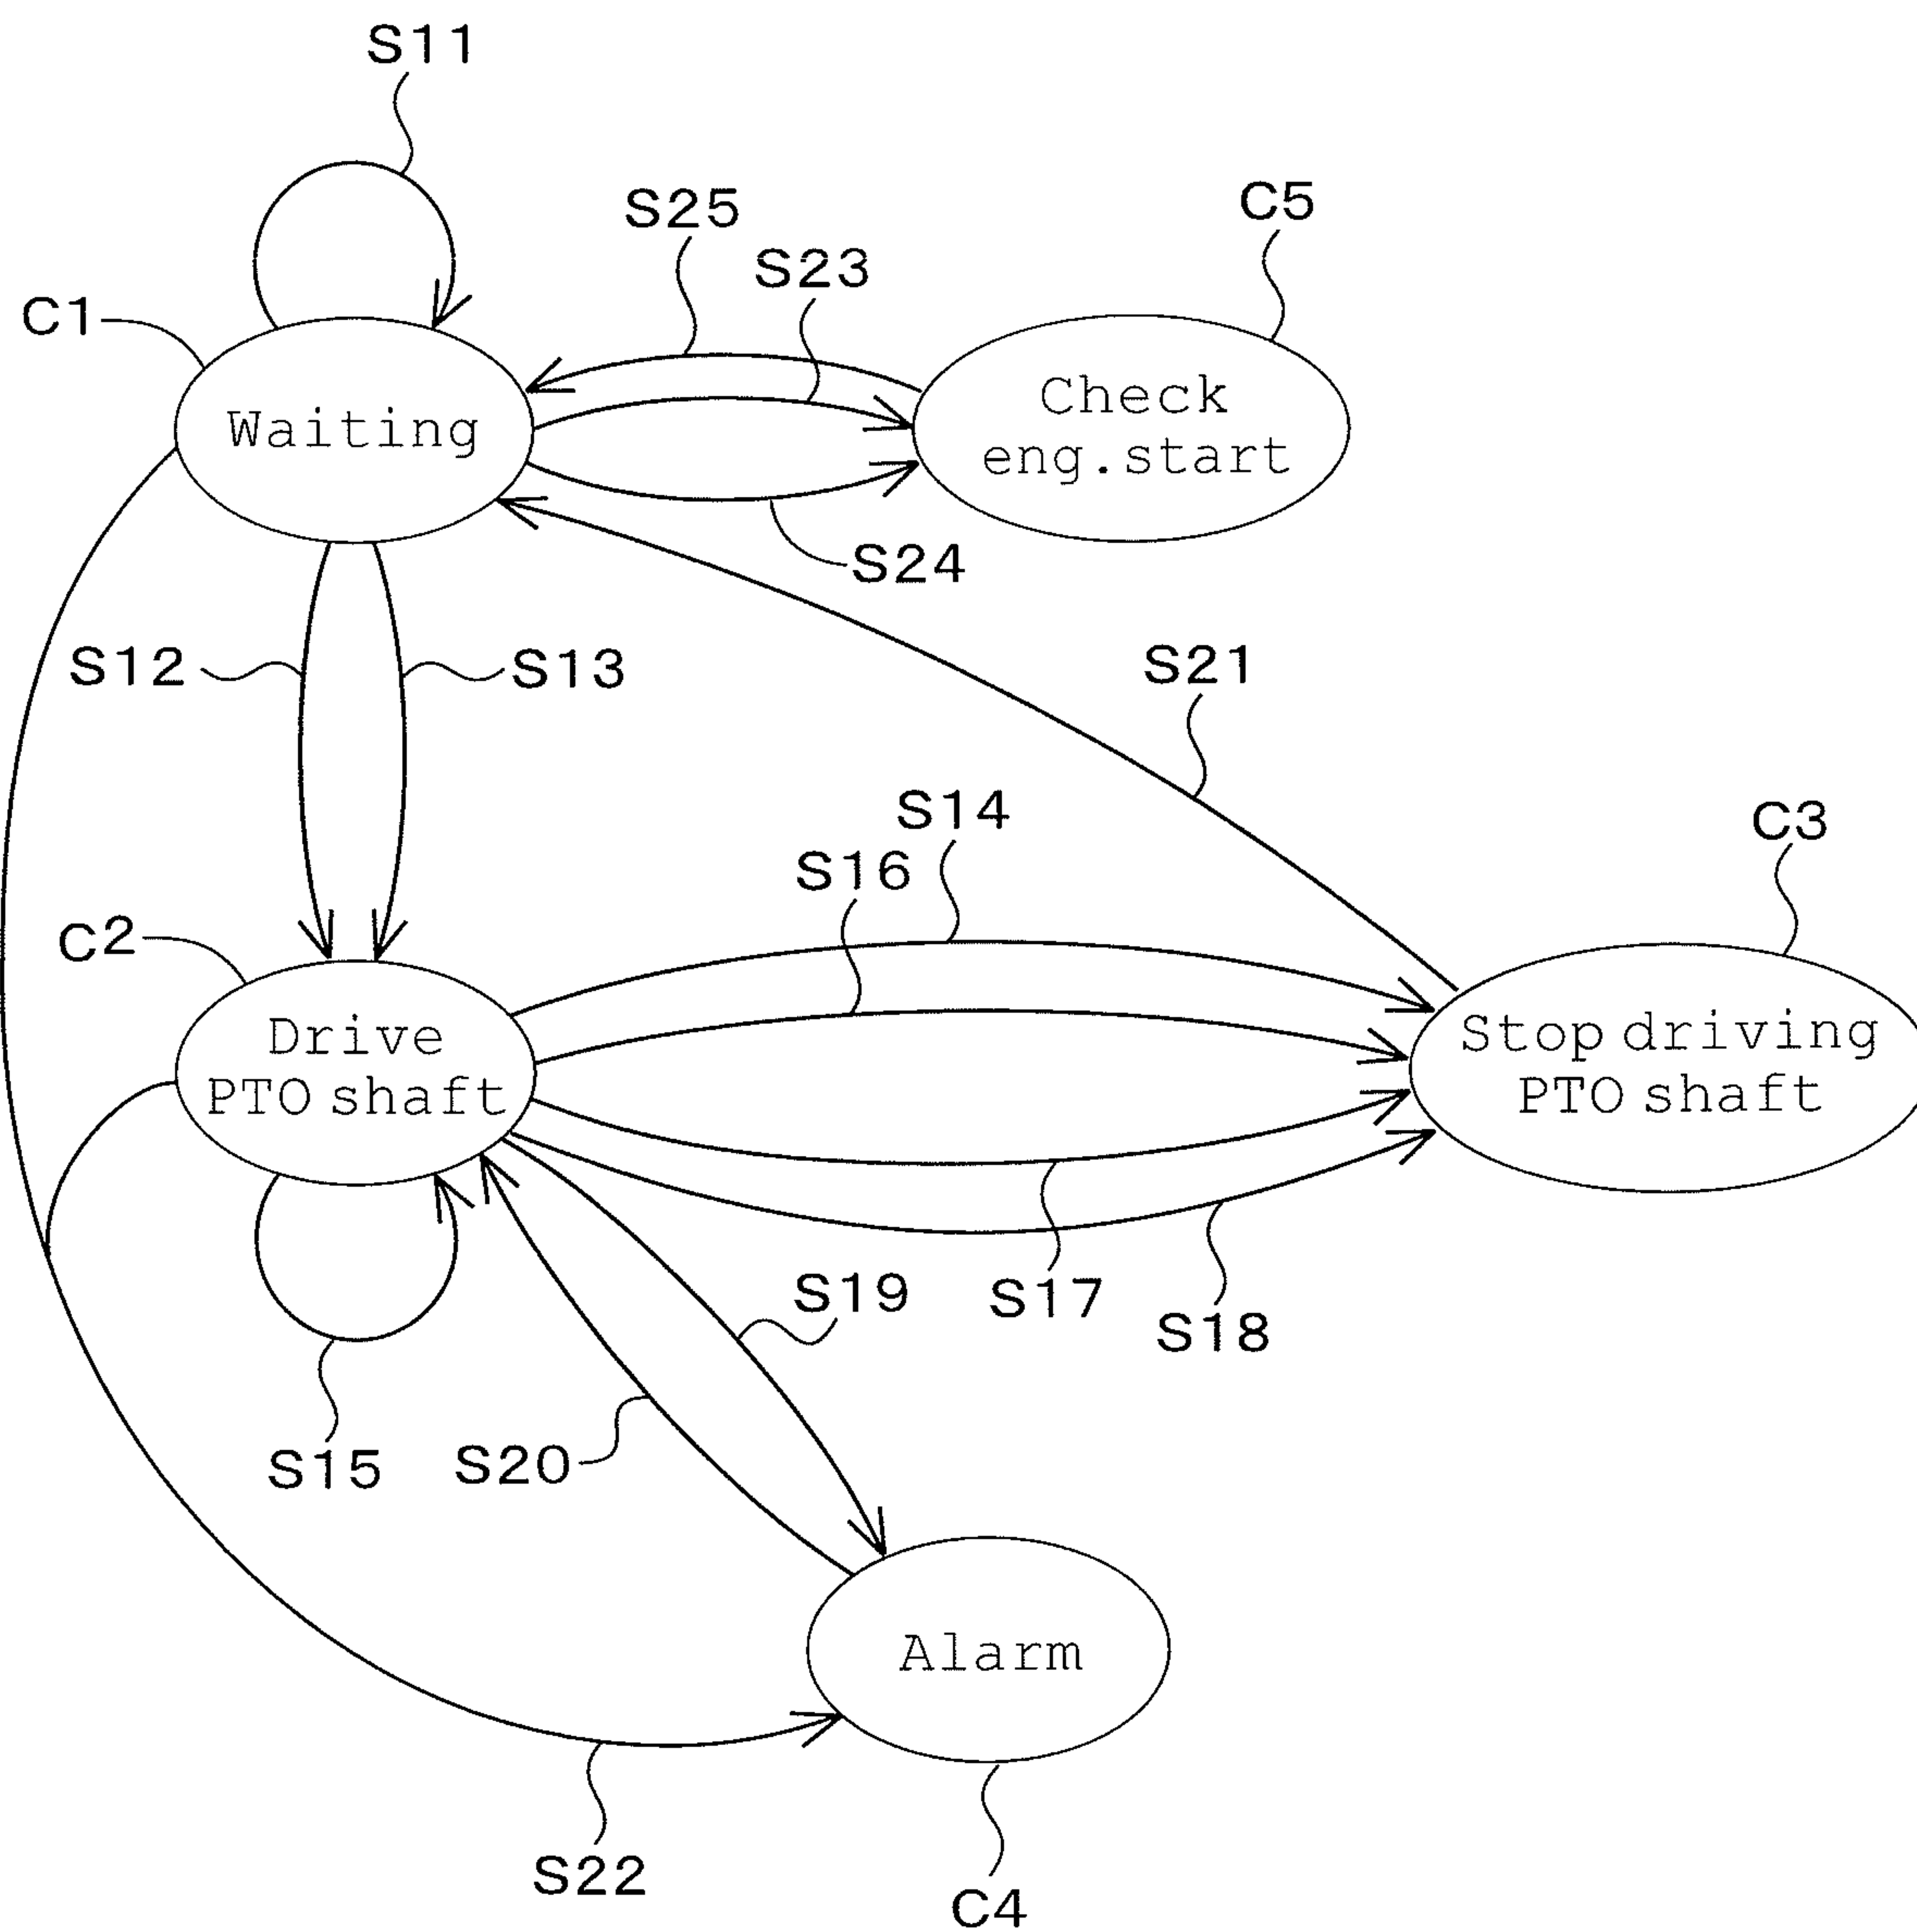 S11
S25
C5
S23
C1
Check
eng.start
Waiting
S24
S12
S13
S21
S14
C3
S16
C2
Drive
PTO shaft
Stop driving
PTO shaft
S19
S17
S18
S15
S20
Alarm
S22
C4